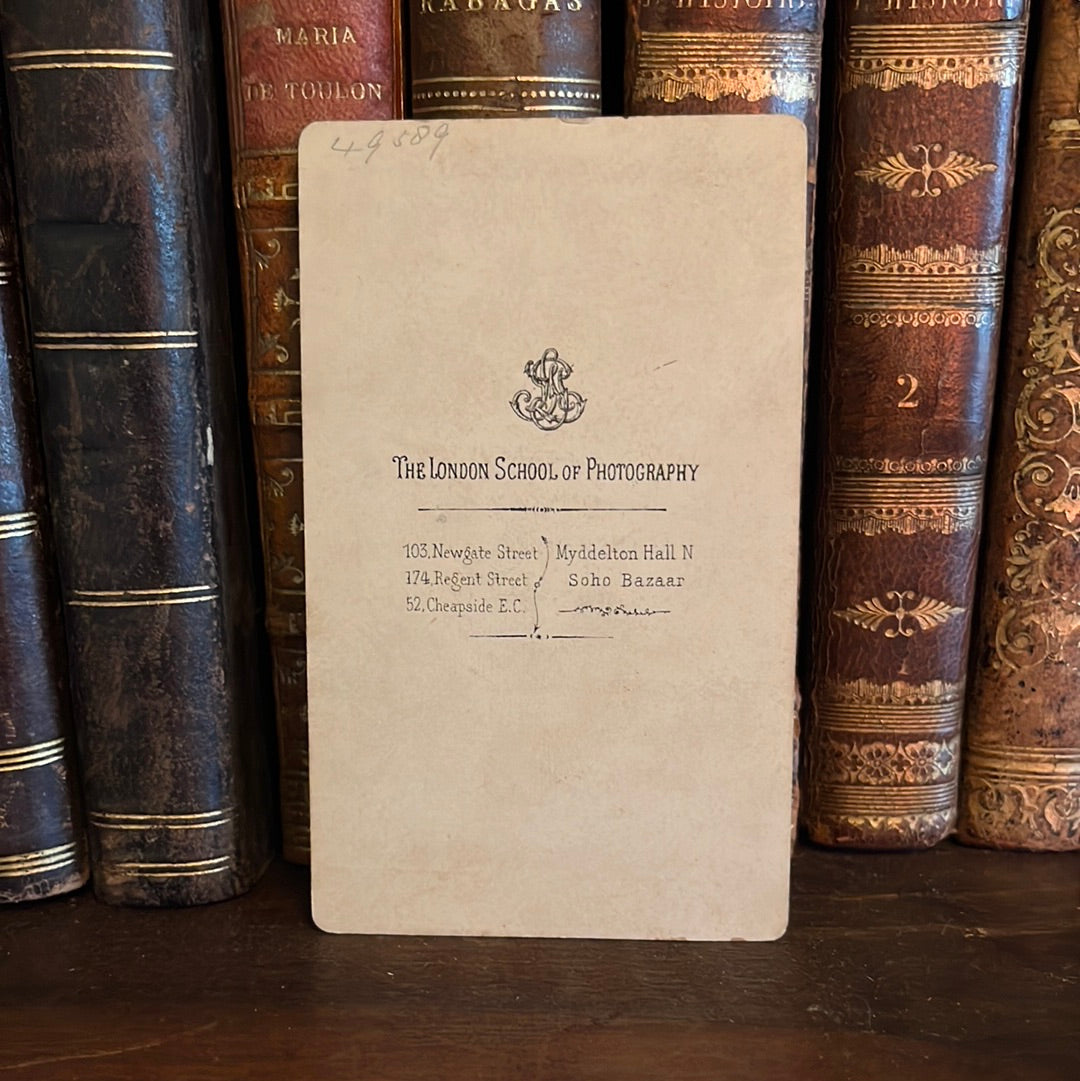 MARIA
DE TOULON
RABAGAS
HISTOIRE
2
49589
THE LONDON SCHOOL OF PHOTOGRAPHY
103, Newgate Street
174, Regent Street
52, Cheapside E.C.
Myddelton Hall N
Soho Bazaar